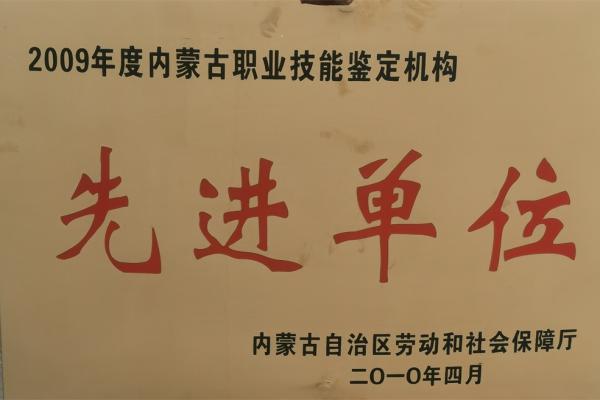 2009年度内蒙古职业技能鉴定机构
先进单位
内蒙古自治区劳动和社会保障厅
二〇一〇年四月